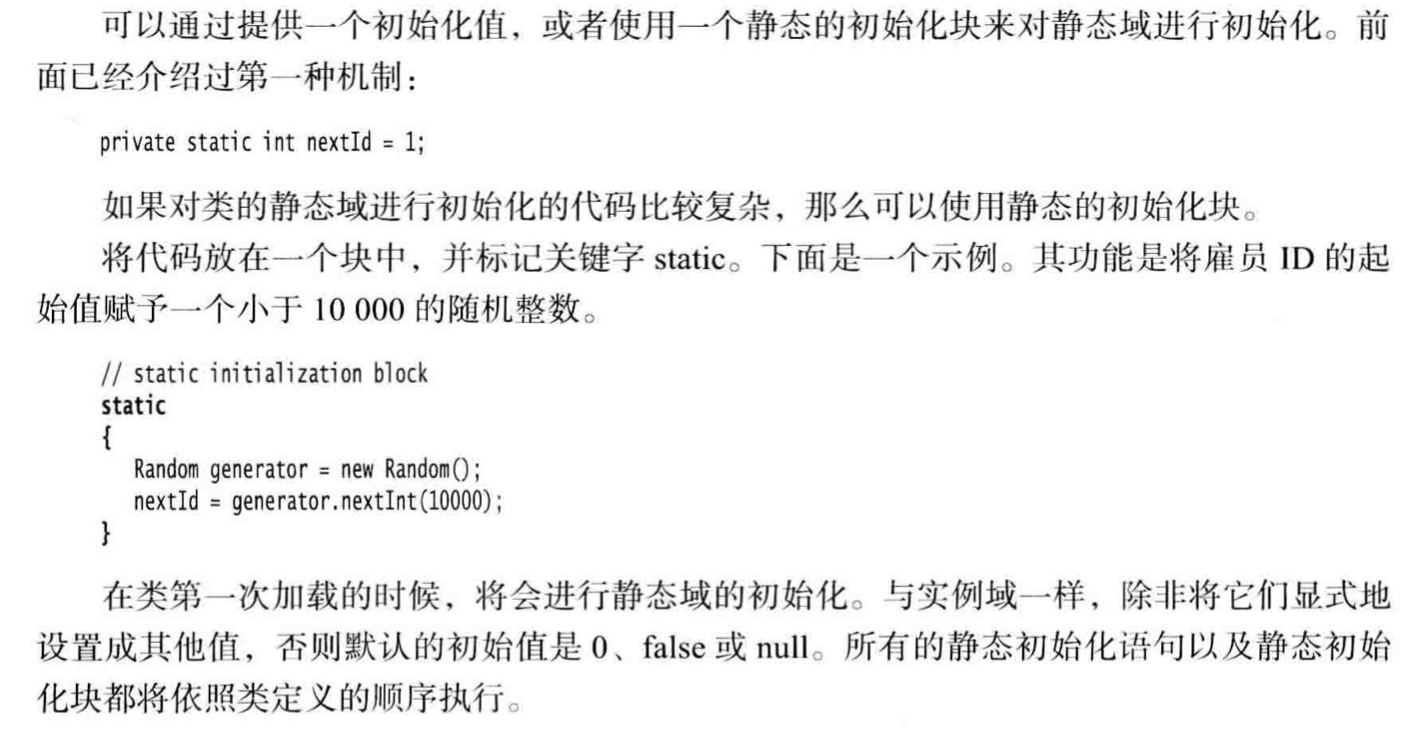 可以通过提供一个初始化值，或者使用一个静态的初始化块来对静态域进行初始化。前
面已经介绍过第一种机制：
private static int nextId = 1;
如果对类的静态域进行初始化的代码比较复杂，那么可以使用静态的初始化块。
将代码放在一个块中，并标记关键字 static。下面是一个示例。其功能是将雇员 ID 的起
始值赋予一个小于 10 000 的随机整数。
// static initialization block
static
{
Random generator = new Random();
nextId = generator.nextInt(10000);
}
在类第一次加载的时候，将会进行静态域的初始化。与实例域一样，除非将它们显式地
设置成其他值，否则默认的初始值是 0、false 或 null。所有的静态初始化语句以及静态初始
化块都将依照类定义的顺序执行。